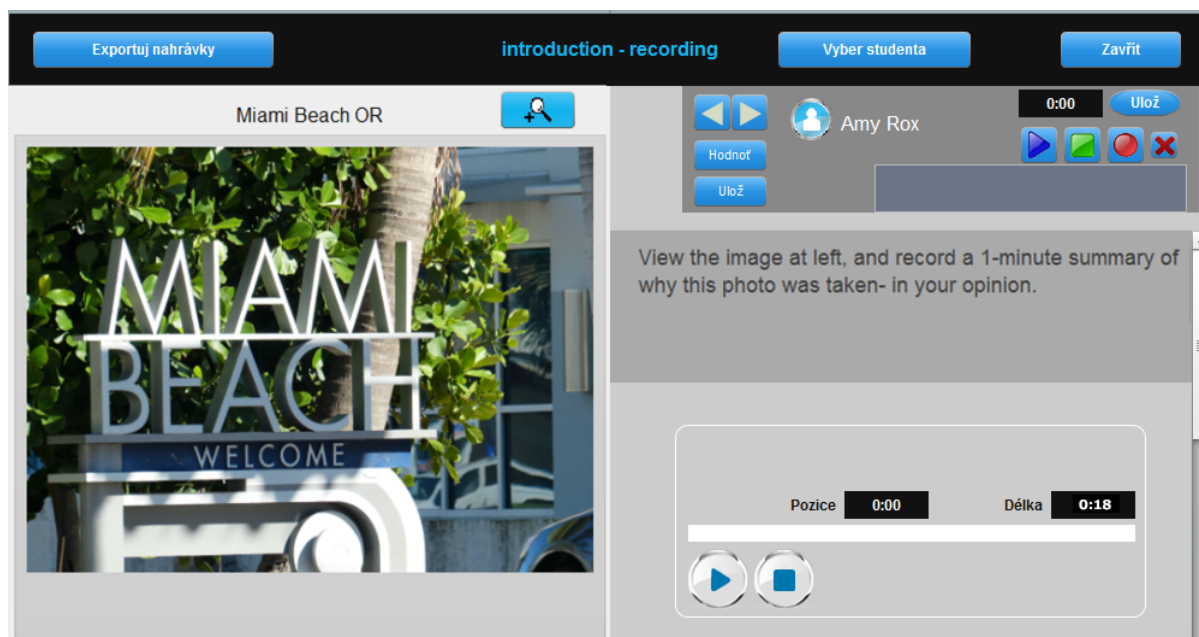 Exportuj nahrávky
introduction - recording
Vyber studenta
Zavřít
Miami Beach OR
MIAMI
BEACH
WELCOME
Amy Rox
0:00
Ulož
Hodnoť
Ulož
View the image at left, and record a 1-minute summary of
why this photo was taken- in your opinion.
Pozice 0:00 Délka 0:18